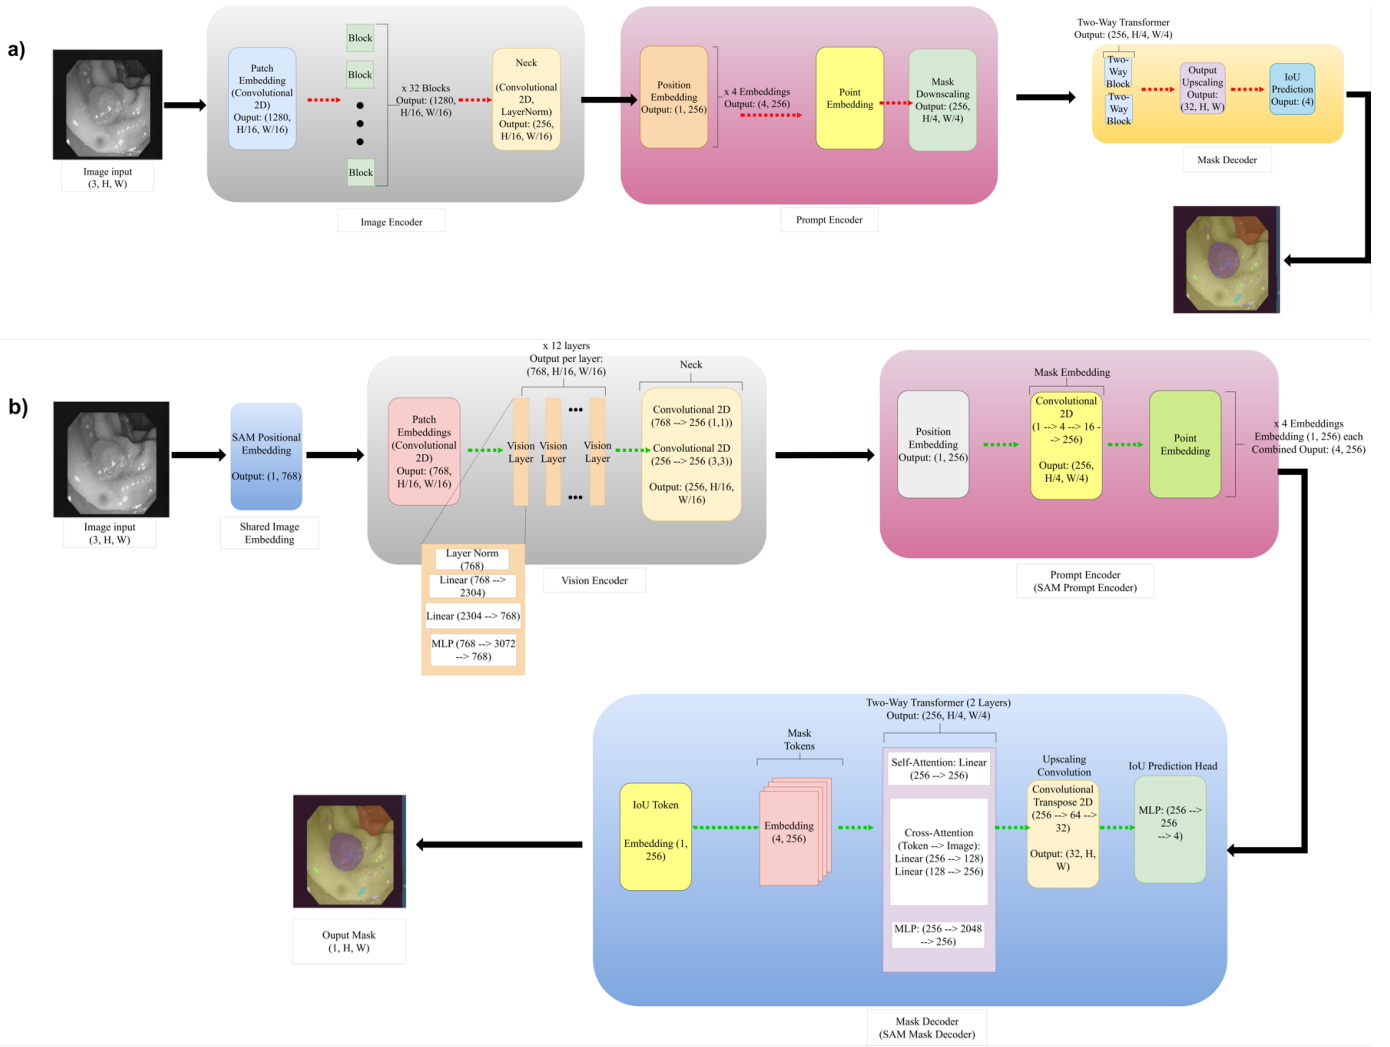 a)
Image input
(3, H, W)
Patch
Embedding
(Convolutional
2D)
Ouput: (1280,
H/16, W/16)
Block
Block
Block
x 32 Blocks
Output: (1280,
H/16, W/16)
Neck
(Convolutional
2D,
LayerNorm)
Output: (256,
H/16, W/16)
Image Encoder
Position
Embedding
Output: (1, 256)
x 4 Embeddings
Output: (4, 256)
Point
Embedding
Mask
Downscaling
Output: (256,
H/4, W/4)
Prompt Encoder
Two-Way Transformer
Output: (256, H/4, W/4)
Two-
Way
Block
Two-
Way
Block
Output
Upscaling
Output:
(32, H, W)
IoU
Prediction
Ouput: (4)
Mask Decoder
b)
Image input
(3, H, W)
SAM Positional
Embedding
Output: (1, 768)
Shared Image
Embedding
Patch
Embeddings
(Convolutional
2D)
Ouput: (768,
H/16, W/16)
x 12 layers
Output per layer:
(768, H/16, W/16)
Vision
Layer
Vision
Layer
Vision
Layer
Layer Norm
(768)
Linear (768 -->
2304)
Linear (2304 --> 768)
MLP (768 --> 3072
--> 768)
Neck
Convolutional 2D
(768 --> 256 (1,1))
Convolutional 2D
(256 --> 256 (3,3))
Output: (256, H/16,
W/16)
Vision Encoder
Position
Embedding
Output: (1, 256)
Mask Embedding
Convolutional
2D
(1 --> 4 --> 16 -
-> 256)
Ouput: (256,
H/4, W/4)
Point
Embedding
x 4 Embeddings
Embedding (1, 256) each
Combined Ouput: (4, 256)
Prompt Encoder
(SAM Prompt Encoder)
IoU Token
Embedding (1,
256)
Mask
Tokens
Embedding
(4, 256)
Two-Way Transformer (2 Layers)
Output: (256, H/4, W/4)
Self-Attention: Linear
(256 --> 256)
Cross-Attention
(Token --> Image):
Linear (256 --> 128)
Linear (128 --> 256)
MLP: (256 --> 2048
--> 256)
Upscaling
Convolution
Convolutional
Transpose 2D
(256 --> 64 -->
32)
Output: (32, H,
W)
IoU Prediction Head
MLP: (256 -->
256
--> 4)
Mask Decoder
(SAM Mask Decoder)
Ouput Mask
(1, H, W)